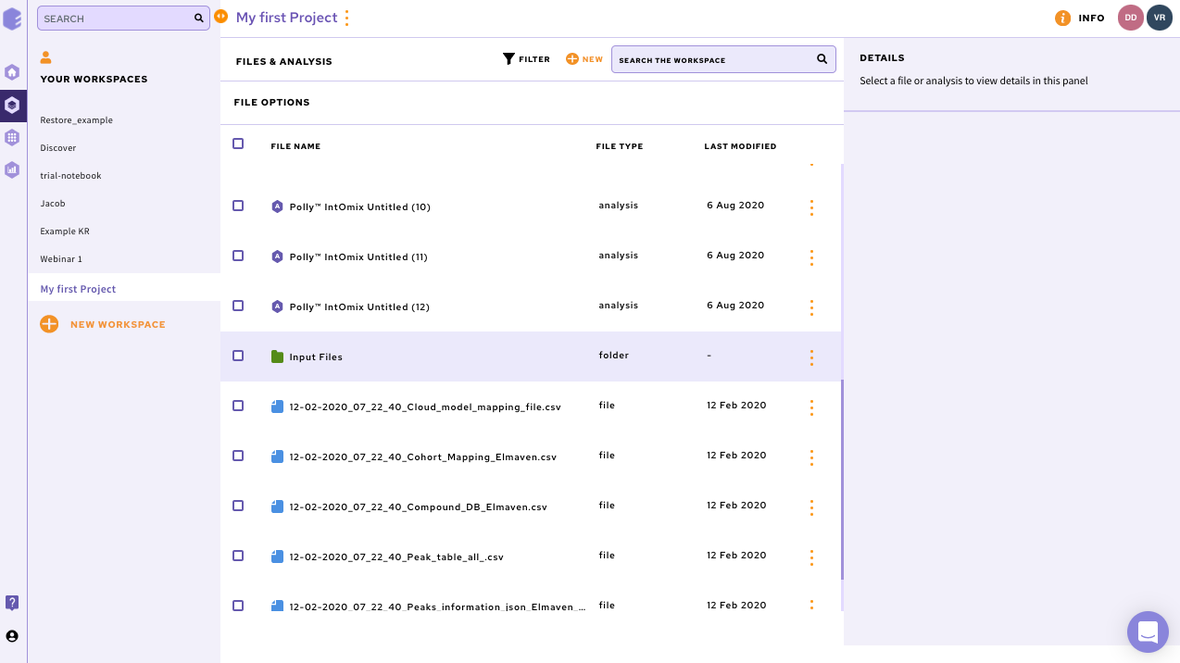 SEARCH
My first Project
INFO
DD
VR
YOUR WORKSPACES
Restore_example
Discover
trial-notebook
Jacob
Example KR
Webinar 1
My first Project
NEW WORKSPACE
FILES & ANALYSIS
FILTER
NEW
SEARCH THE WORKSPACE
FILE OPTIONS
FILE NAME FILE TYPE LAST MODIFIED
A Polly™ IntOmix Untitled (10) analysis 6 Aug 2020
A Polly™ IntOmix Untitled (11) analysis 6 Aug 2020
A Polly™ IntOmix Untitled (12) analysis 6 Aug 2020
Input Files folder -
12-02-2020_07_22_40_Cloud_model_mapping_file.csv file 12 Feb 2020
12-02-2020_07_22_40_Cohort_Mapping_Elmaven.csv file 12 Feb 2020
12-02-2020_07_22_40_Compound_DB_Elmaven.csv file 12 Feb 2020
12-02-2020_07_22_40_Peak_table_all_.csv file 12 Feb 2020
12-02-2020_07_22_40_Peaks_information_json_Elmaven_... file 12 Feb 2020
DETAILS
Select a file or analysis to view details in this panel